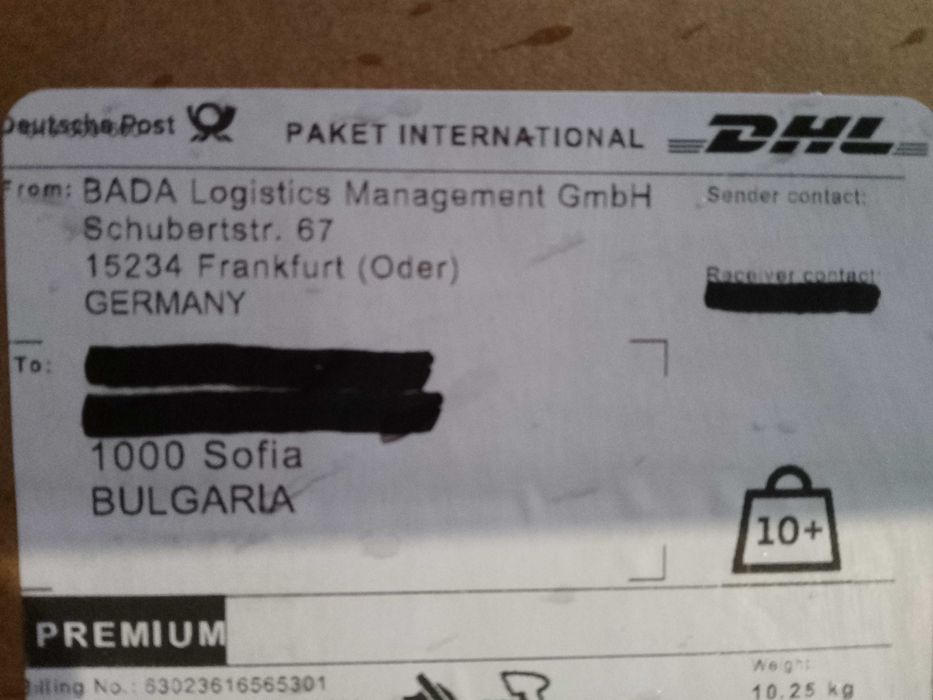 Deutsche Post
PAKET INTERNATIONAL
DHL
From: BADA Logistics Management GmbH
Schubertstr. 67
15234 Frankfurt (Oder)
GERMANY
Sender contact:
Receiver contact:
To:
1000 Sofia
BULGARIA
10+
PREMIUM
Billing No.: 63023616565301
Weight:
10.25 kg